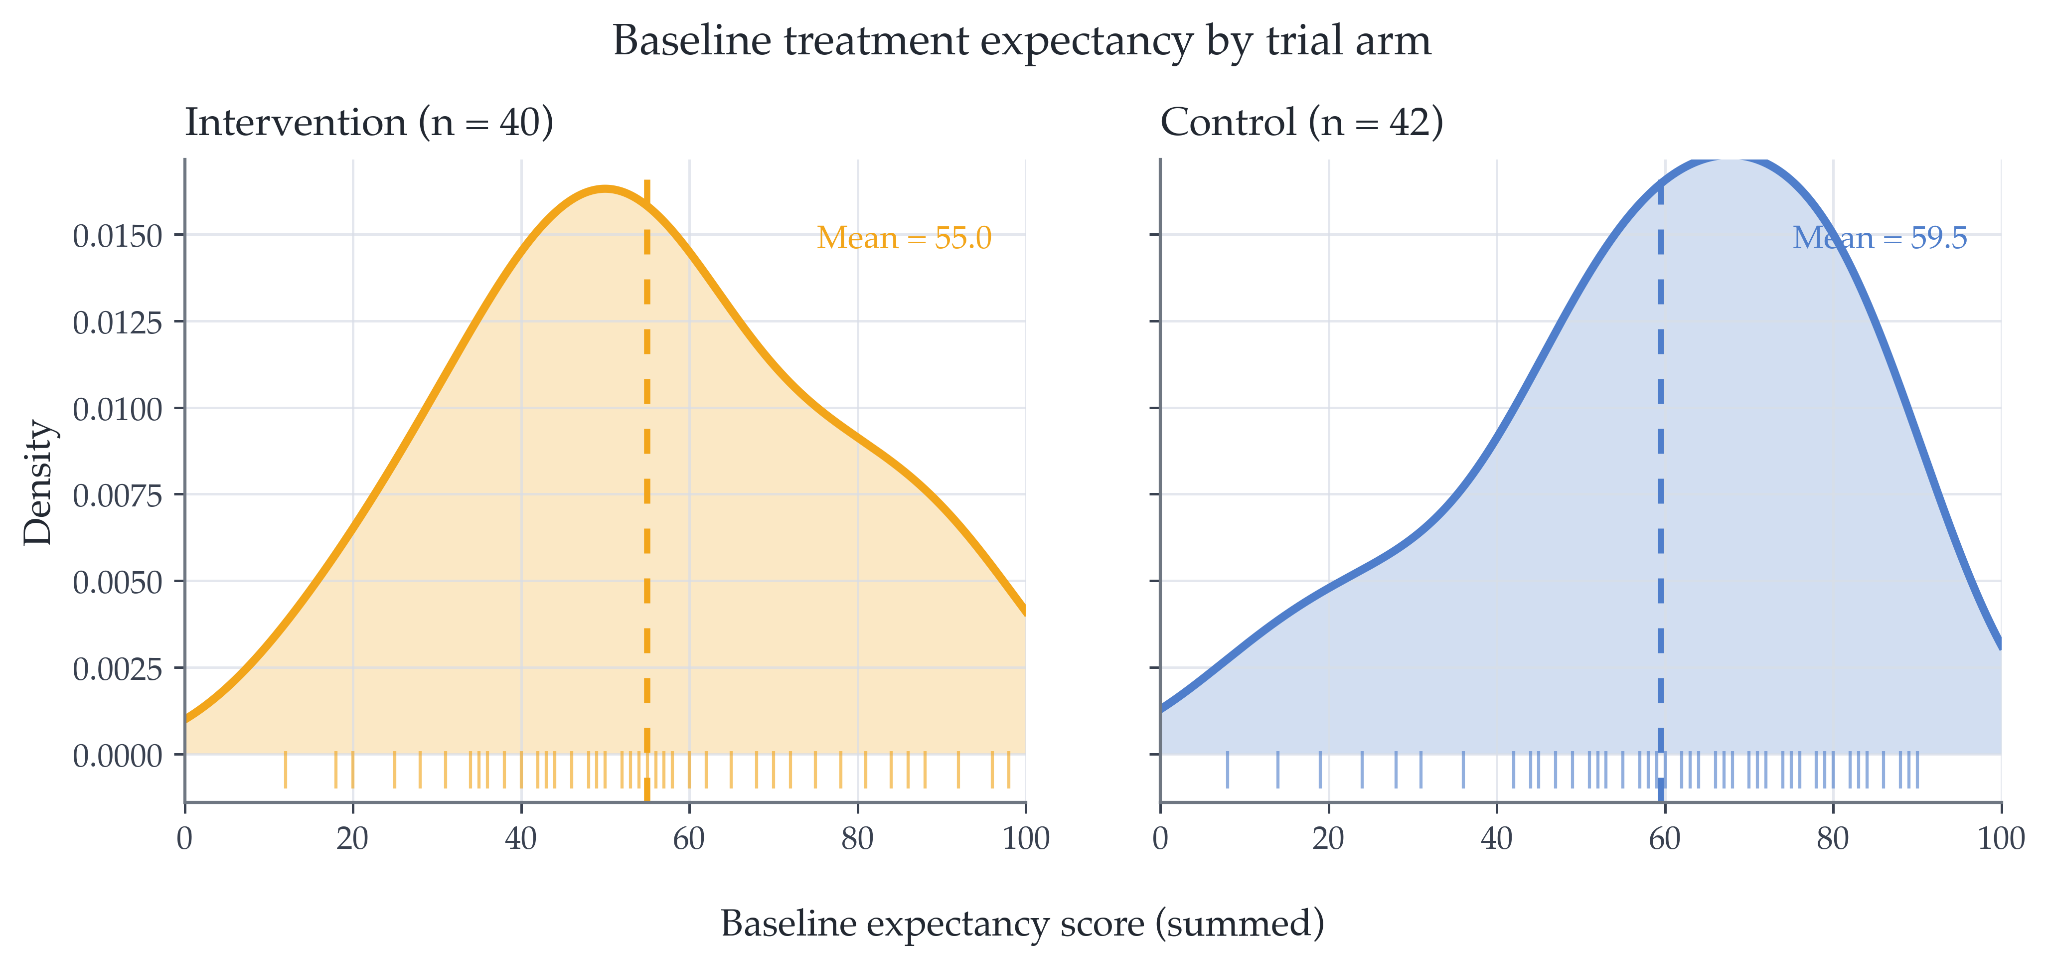 Baseline treatment expectancy by trial arm
Intervention (n = 40)
Control (n = 42)
Mean = 55.0
Mean = 59.5
Density
0.0150
0.0125
0.0100
0.0075
0.0050
0.0025
0.0000
0 20 40 60 80 100
0 20 40 60 80 100
Baseline expectancy score (summed)